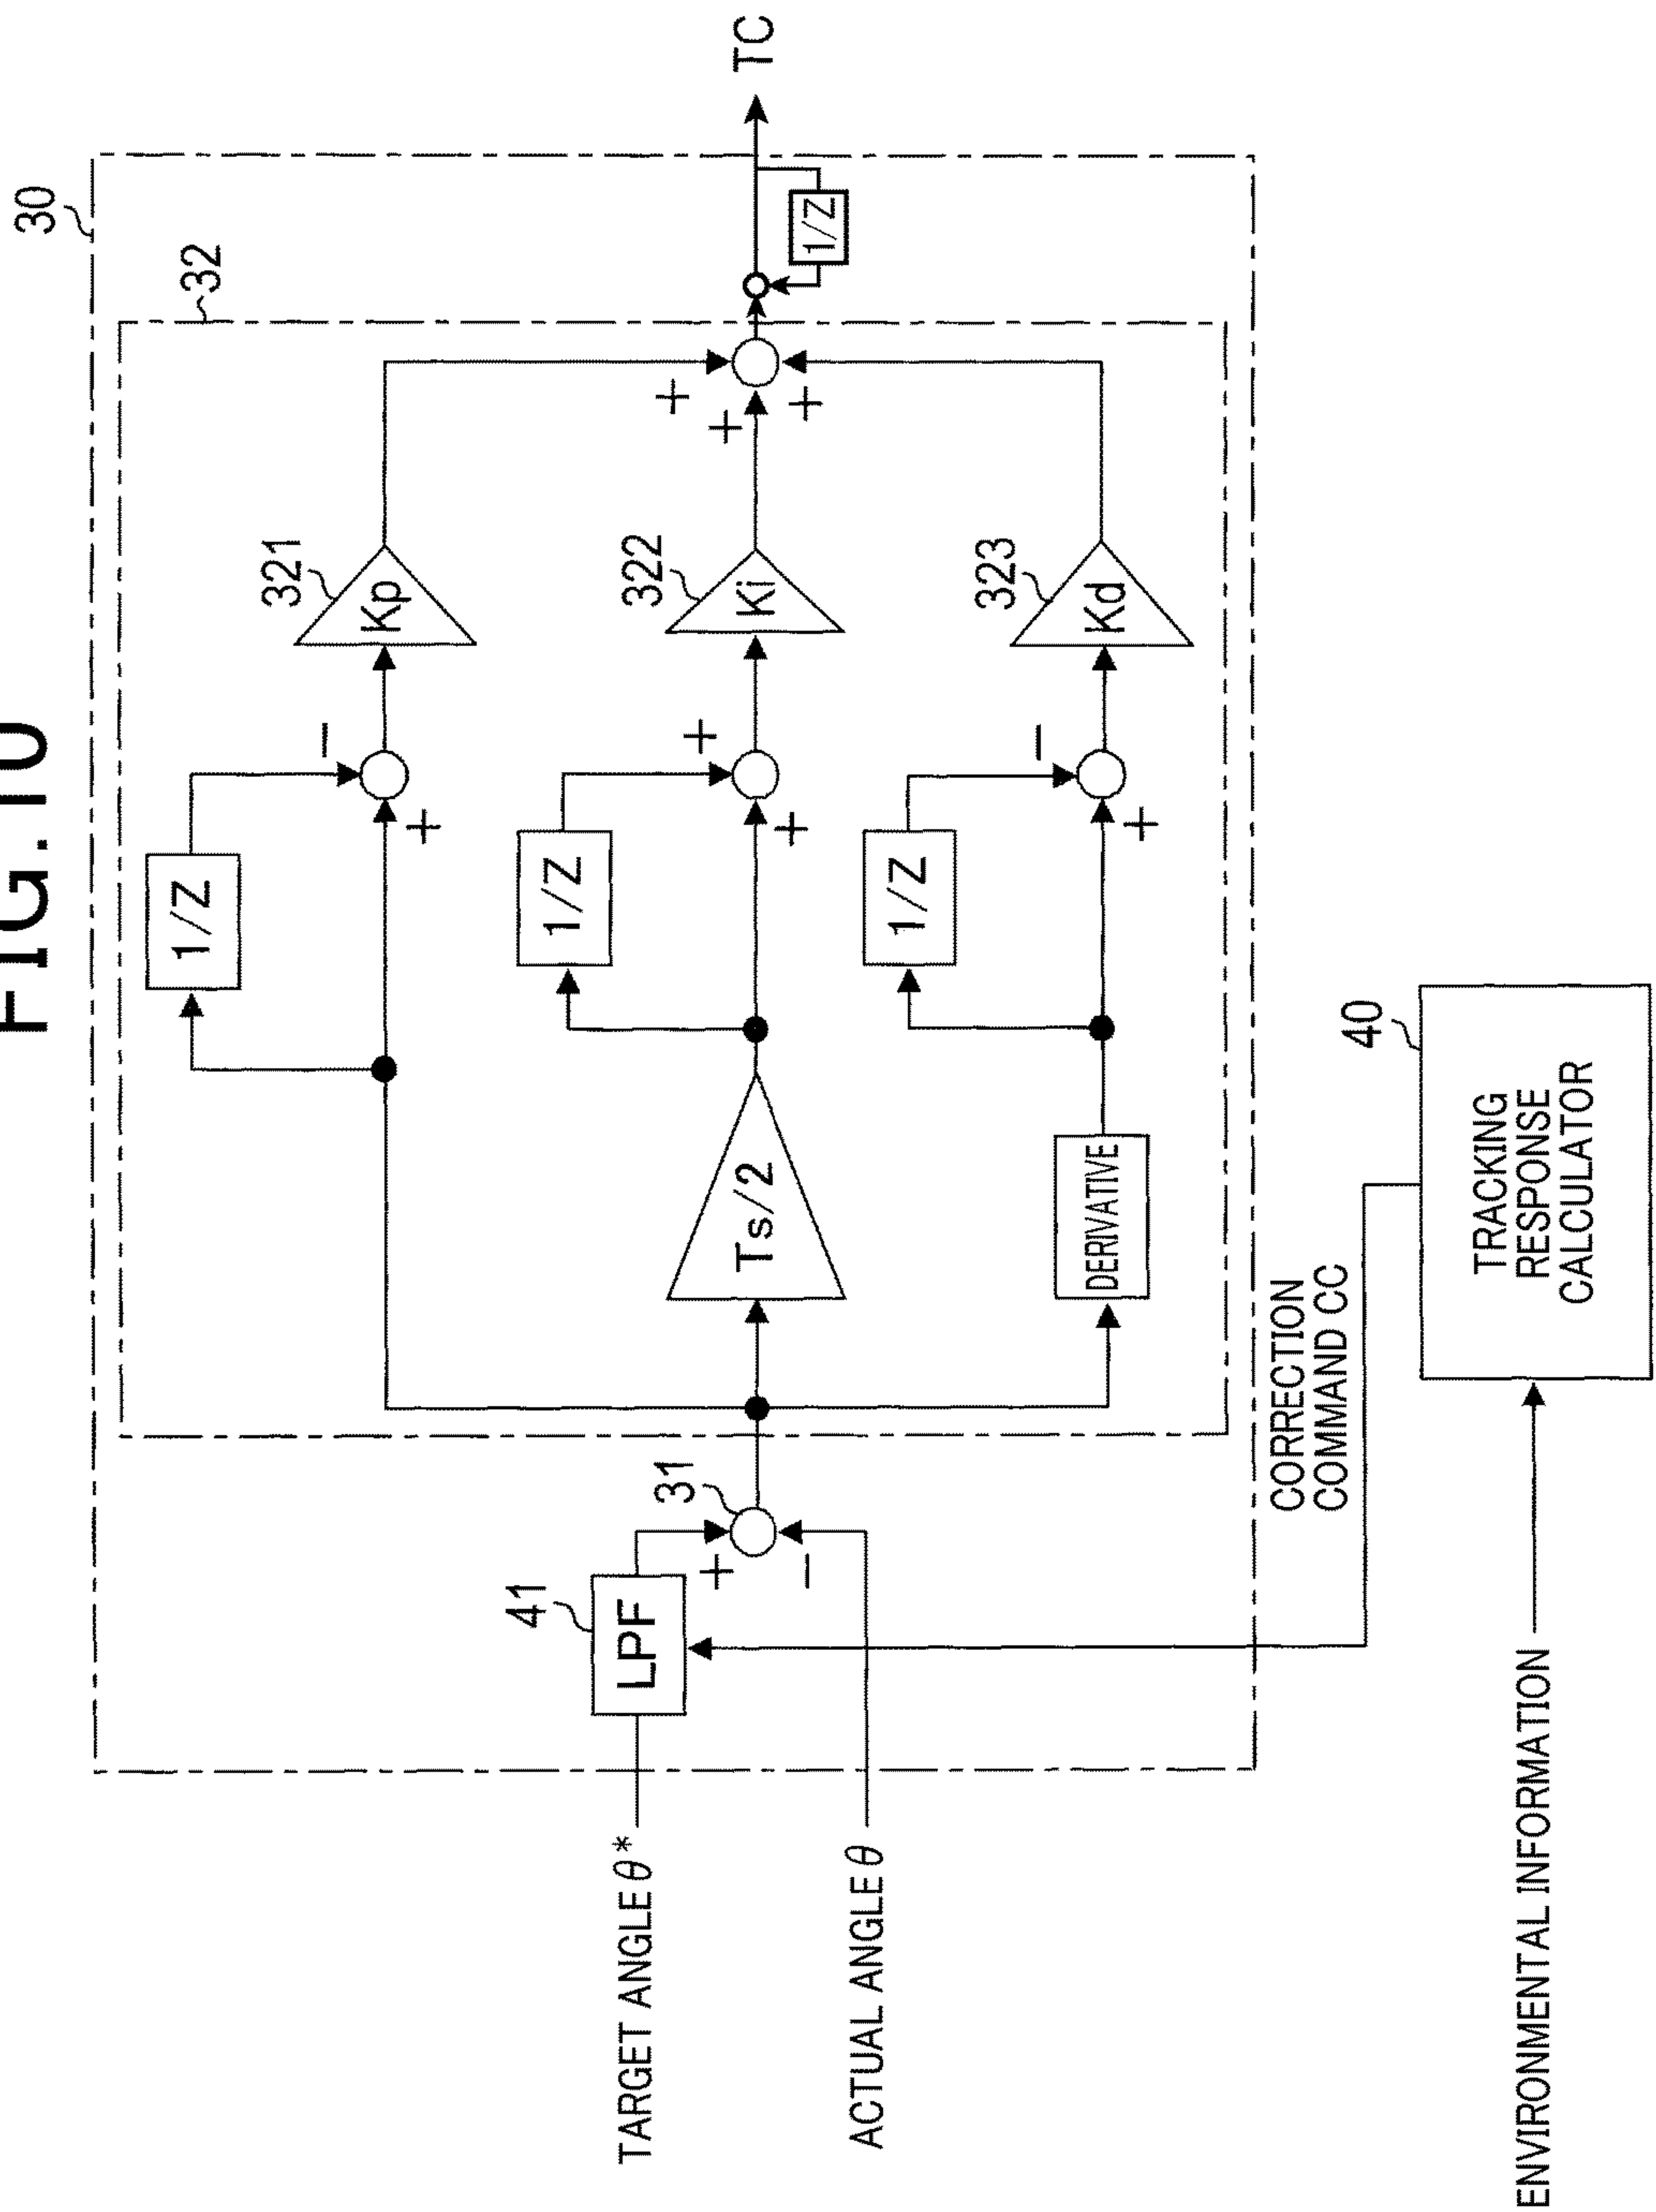 FIG.10
30
32
321
Kp
1/Z
-
+
+
TC
1/Z
322
Ki
1/Z
+
+
+
41
LPF
31
+
-
Ts/2
TARGET ANGLE θ*
ACTUAL ANGLE θ
323
Kd
1/Z
-
+
+
DERIVATIVE
CORRECTION
COMMAND CC
40
TRACKING
RESPONSE
CALCULATOR
ENVIRONMENTAL INFORMATION